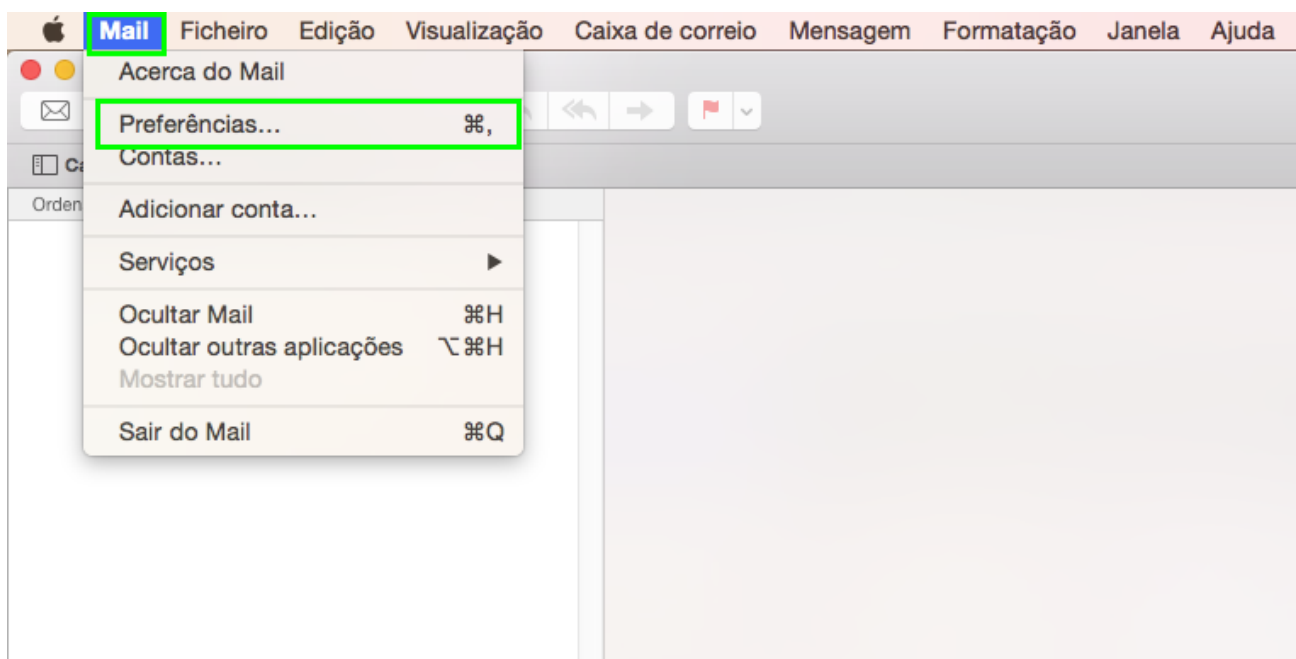 Mail Ficheiro Edição Visualização Caixa de correio Mensagem Formatação Janela Ajuda
Acerca do Mail
Preferências... ⌘,
Contas...
Adicionar conta...
Serviços ▶
Ocultar Mail ⌘H
Ocultar outras aplicações ⌥⌘H
Mostrar tudo
Sair do Mail ⌘Q